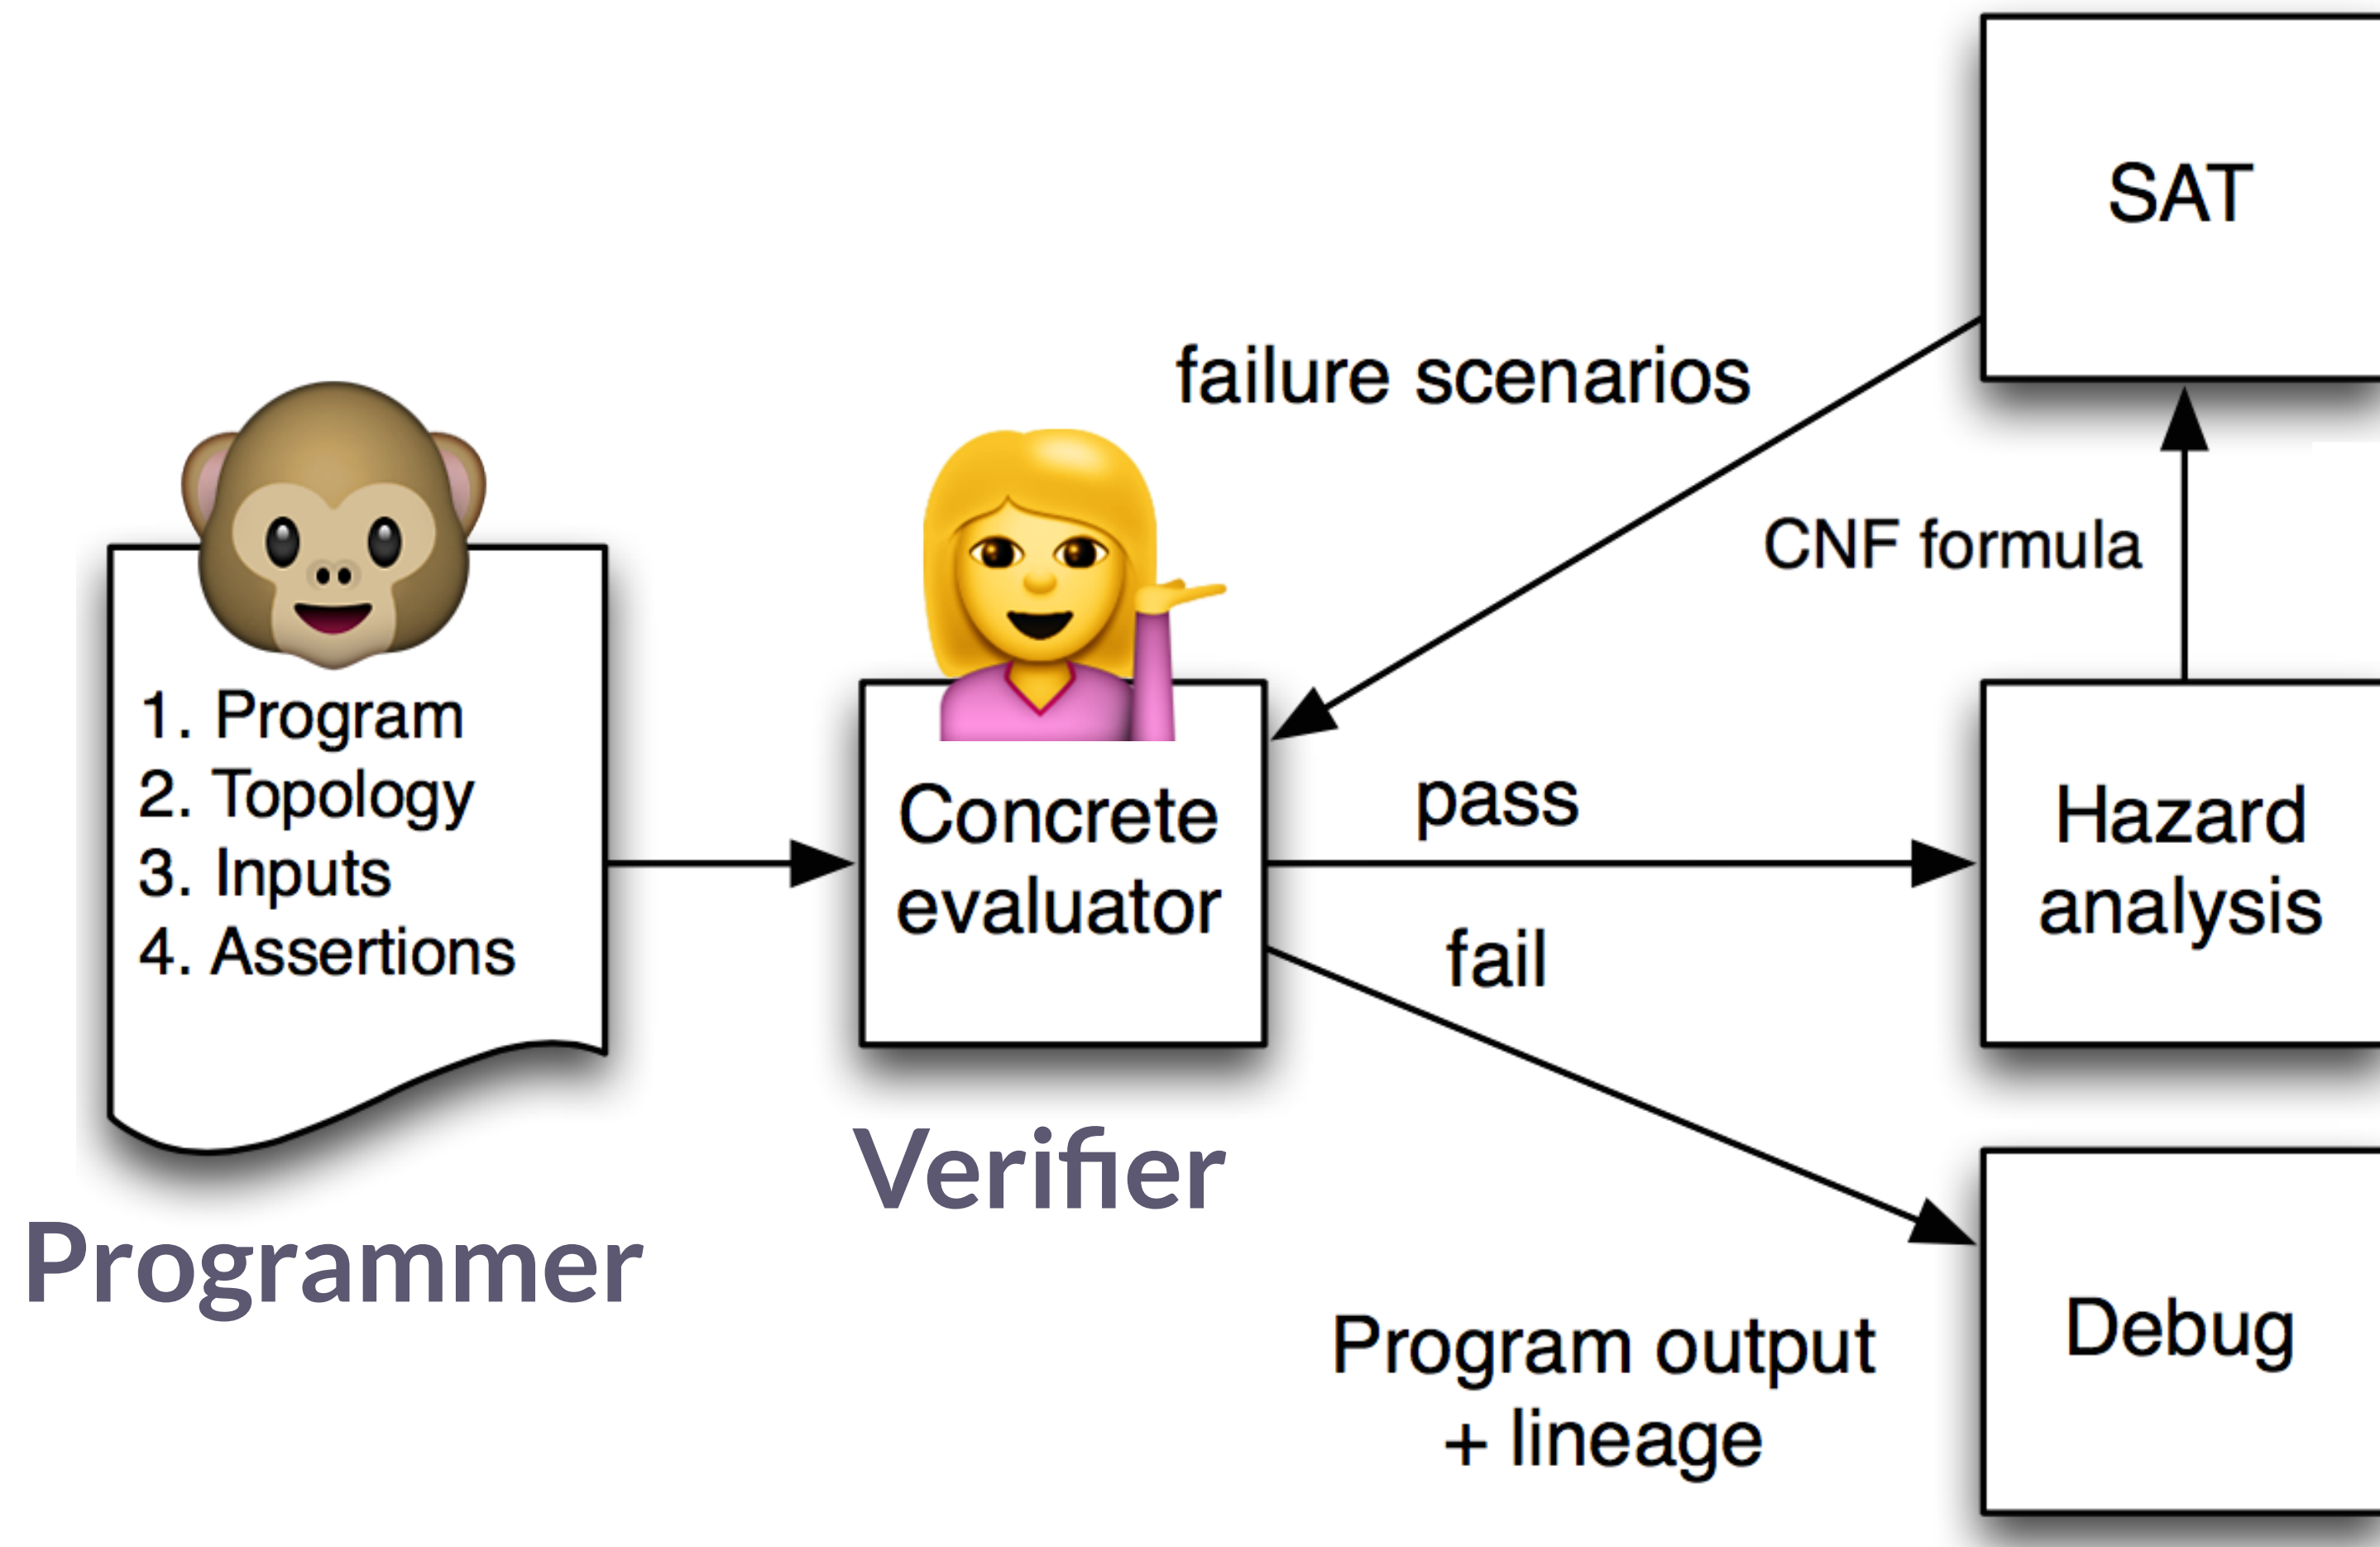 SAT
failure scenarios
CNF formula
1. Program
2. Topology
3. Inputs
4. Assertions
Concrete
evaluator
pass
fail
Hazard
analysis
Verifier
Programmer
Program output
+ lineage
Debug